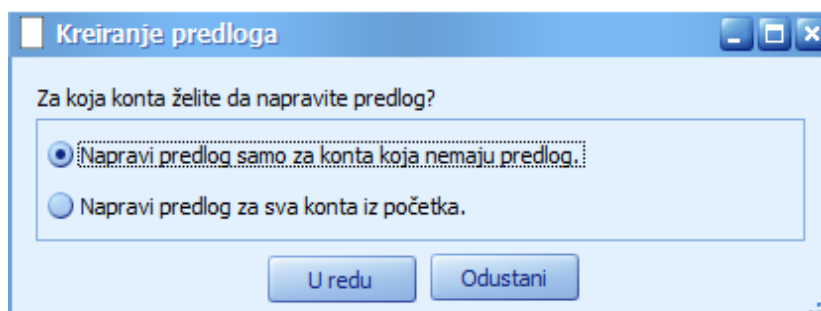 Kreiranje predloga
Za koja konta želite da napravite predlog?
Napravi predlog samo za konta koja nemaju predlog.
Napravi predlog za sva konta iz početka.
U redu Odustani